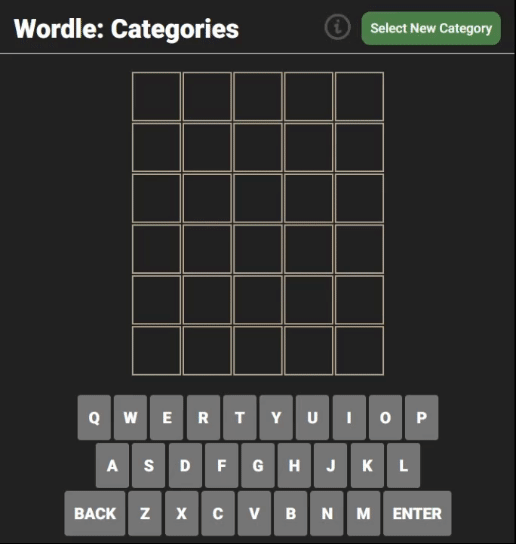 Wordle: Categories
i
Select New Category
Q W E R T Y U I O P
A S D F G H J K L
BACK Z X C V B N M ENTER